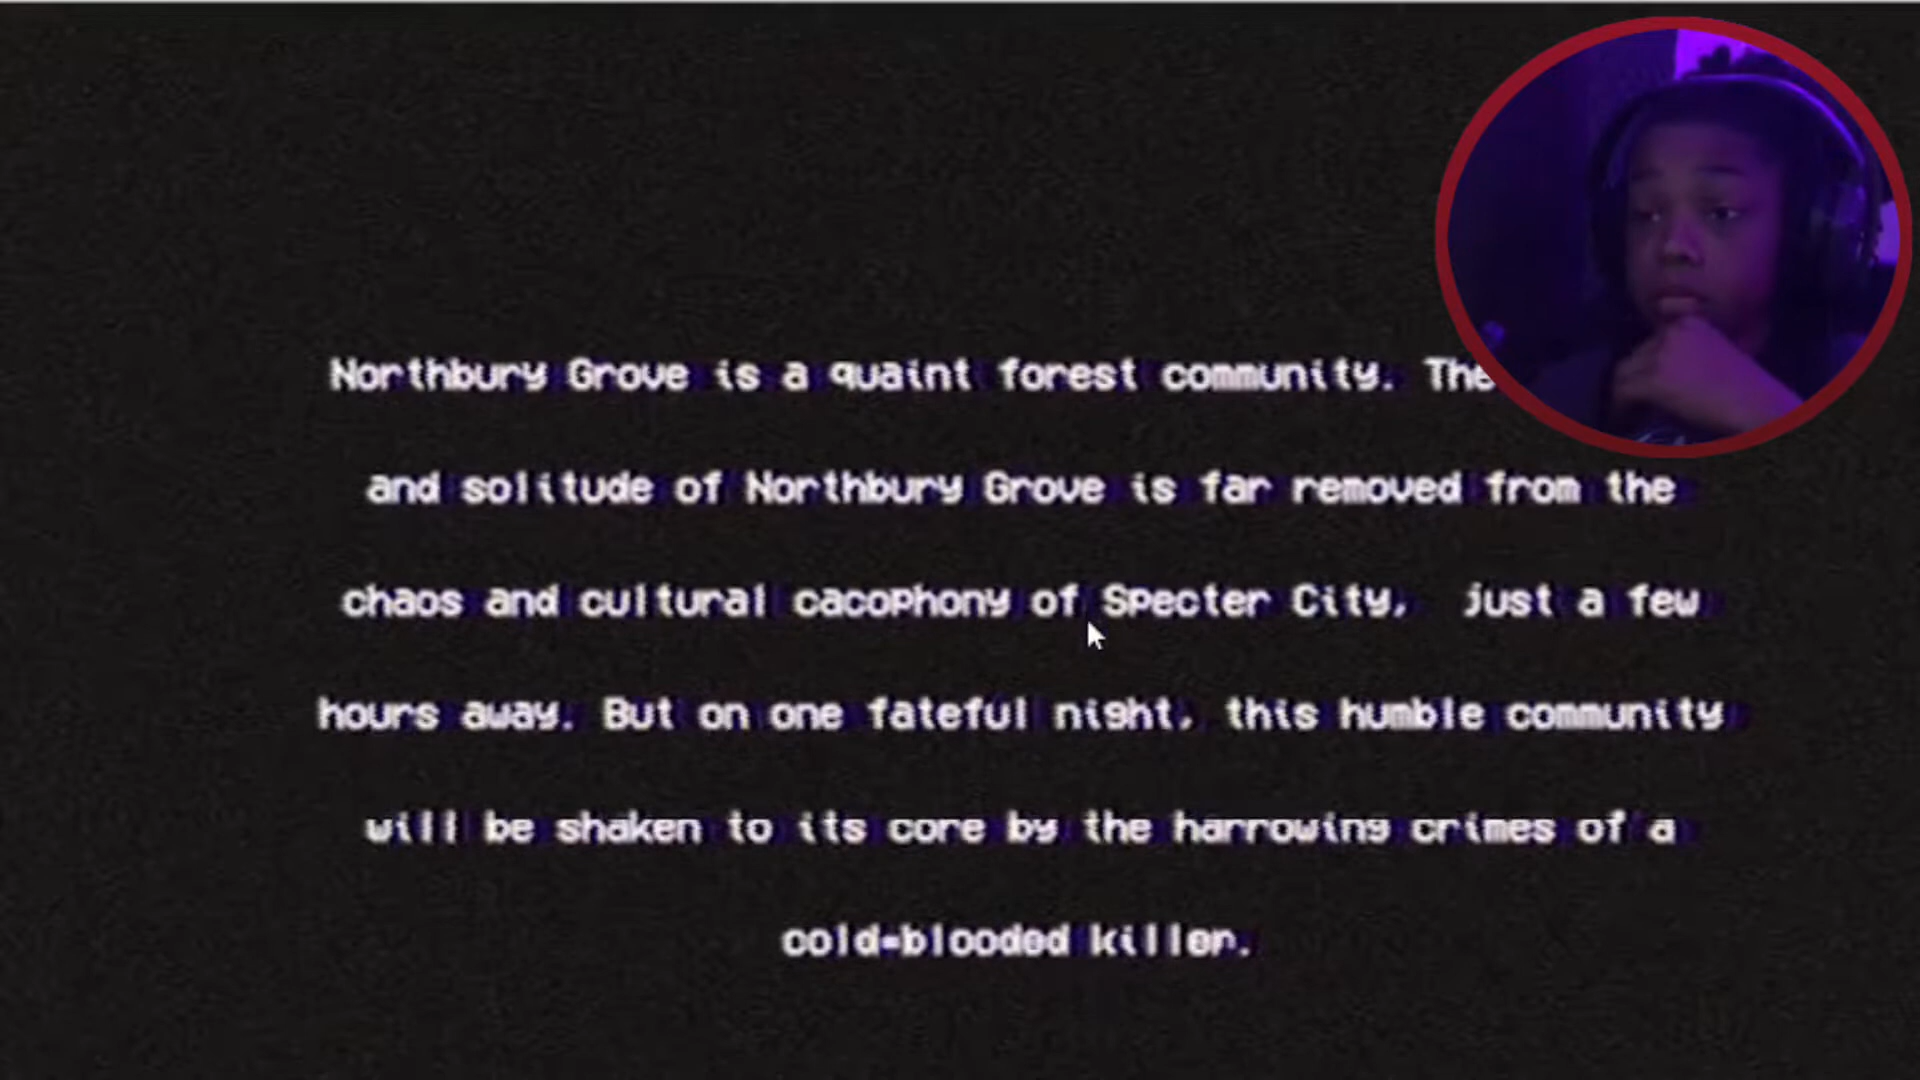 Northbury Grove is a quaint forest community. The
and solitude of Northbury Grove is far removed from the
chaos and cultural cacophony of Specter City, just a few
hours away. But on one fateful night, this humble community
will be shaken to its core by the harrowing crimes of a
cold-blooded killer.